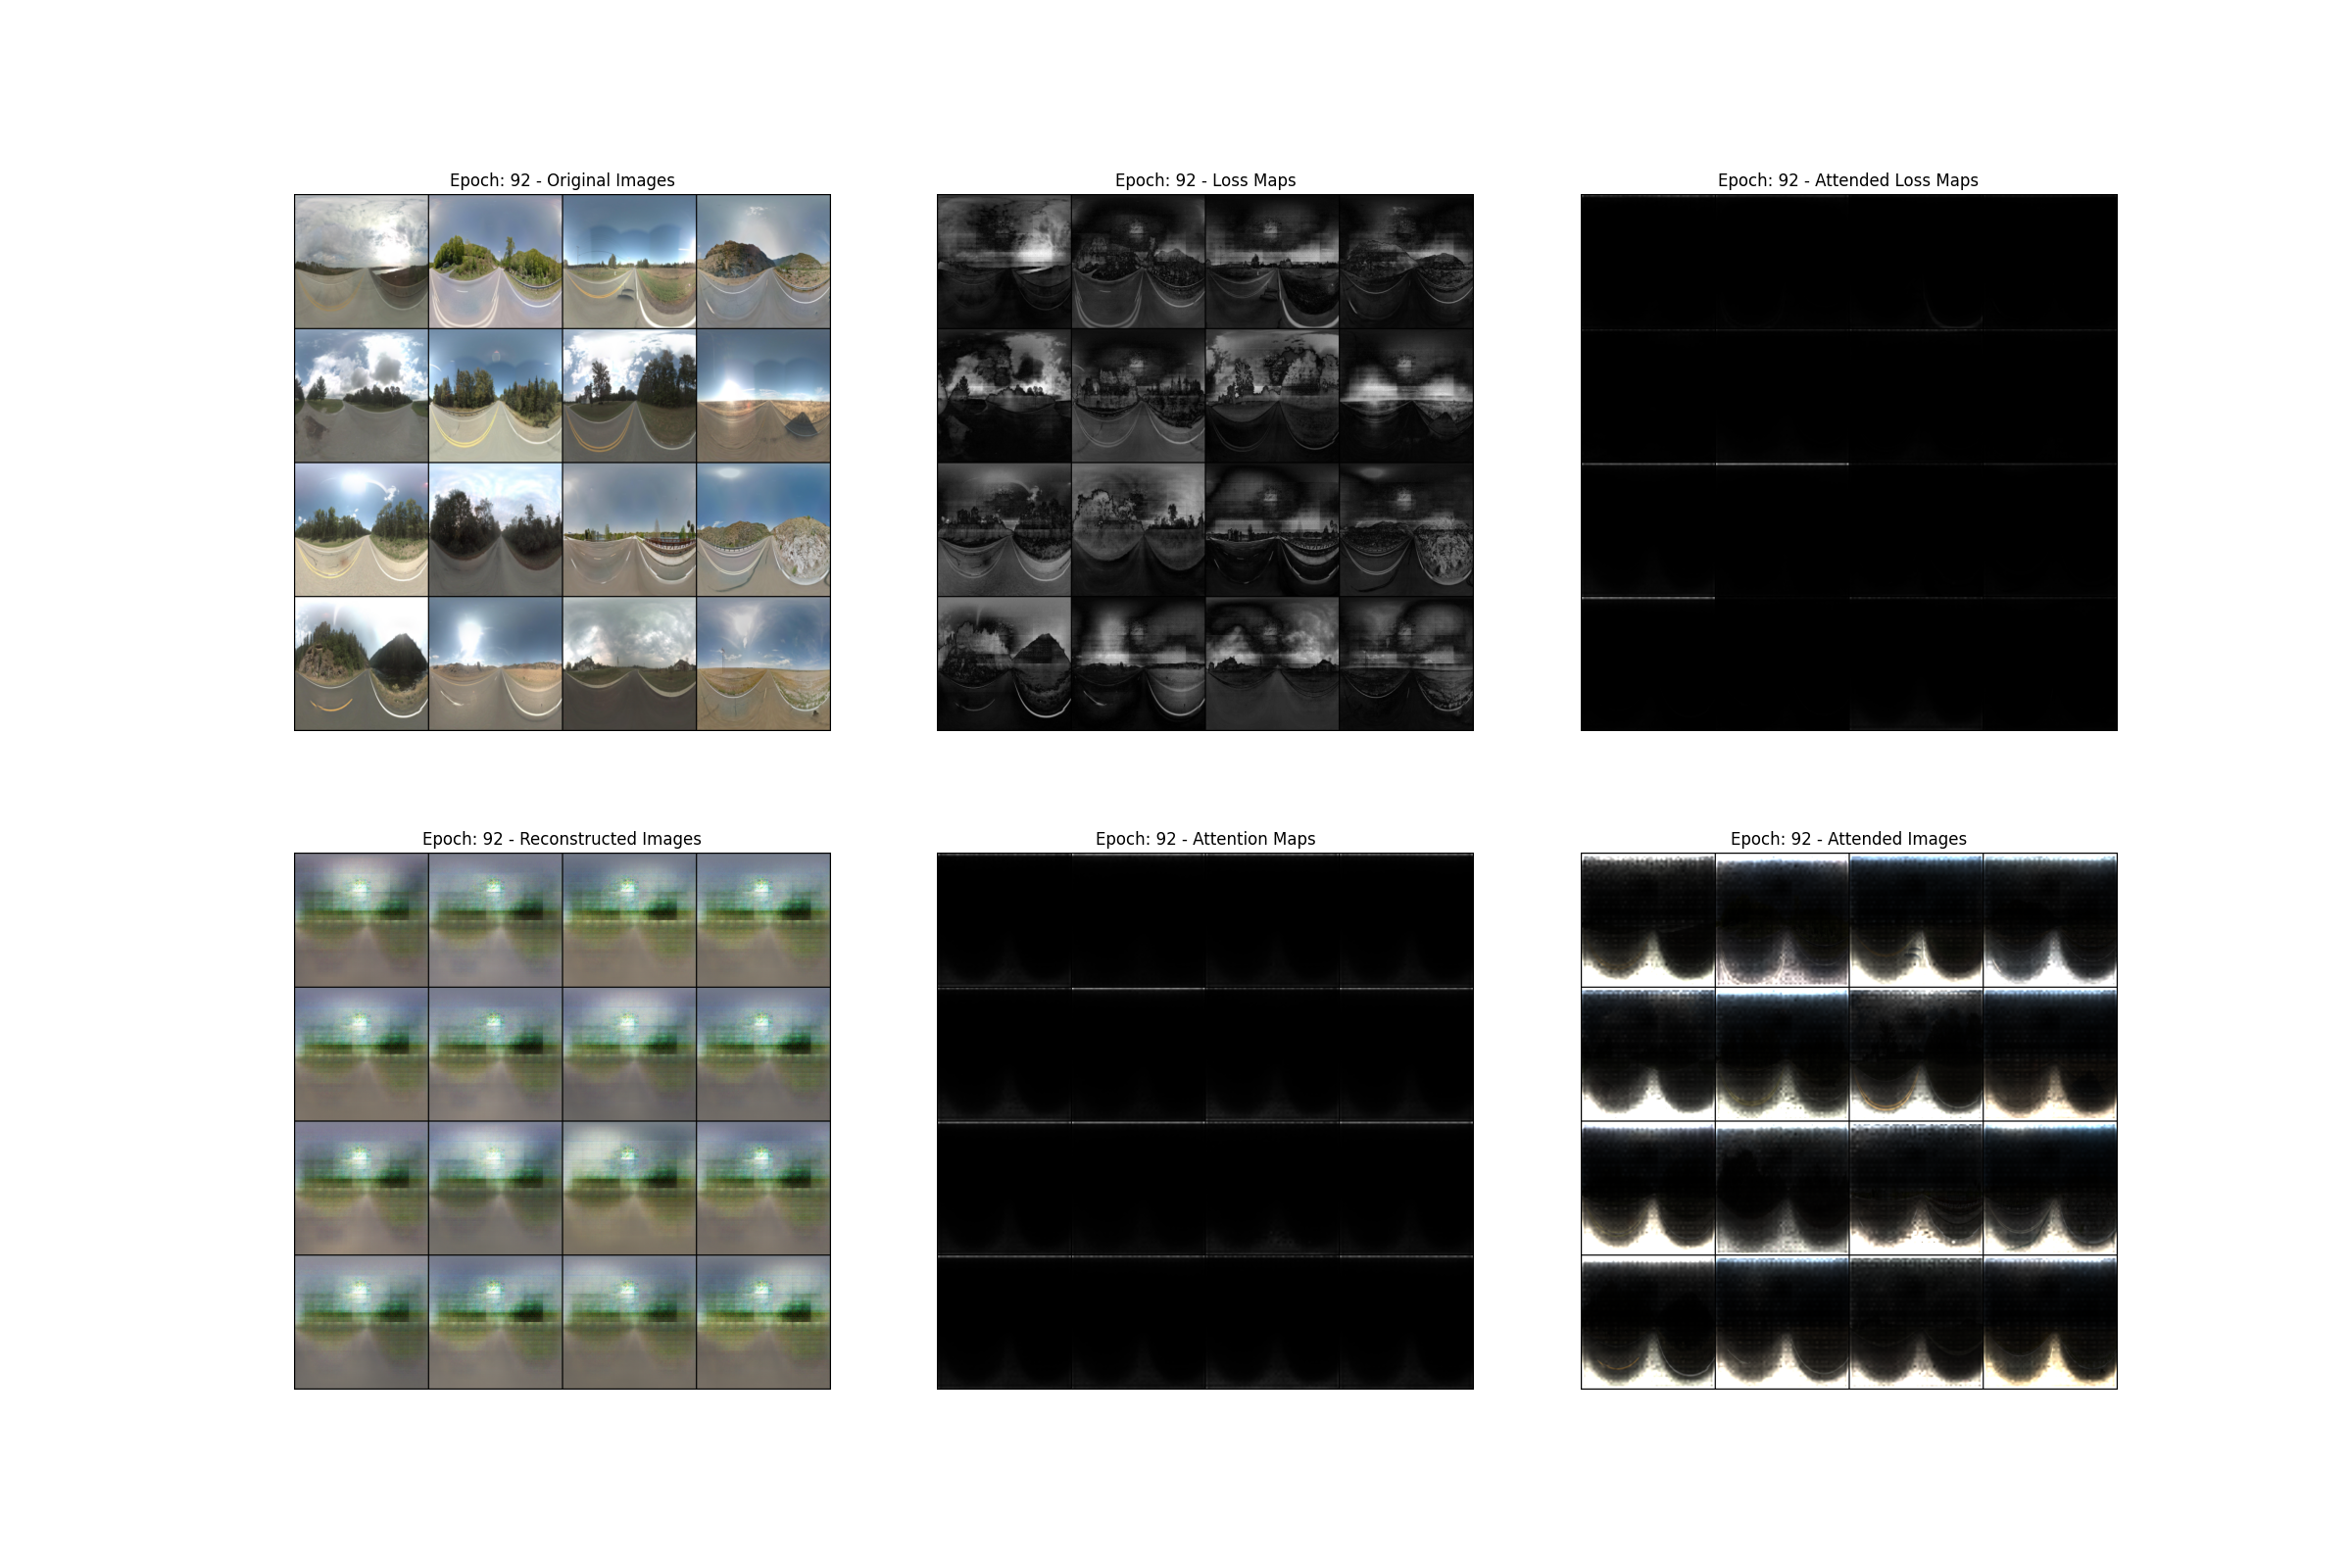 Epoch: 92 - Original Images
Epoch: 92 - Loss Maps
Epoch: 92 - Attended Loss Maps
Epoch: 92 - Reconstructed Images
Epoch: 92 - Attention Maps
Epoch: 92 - Attended Images